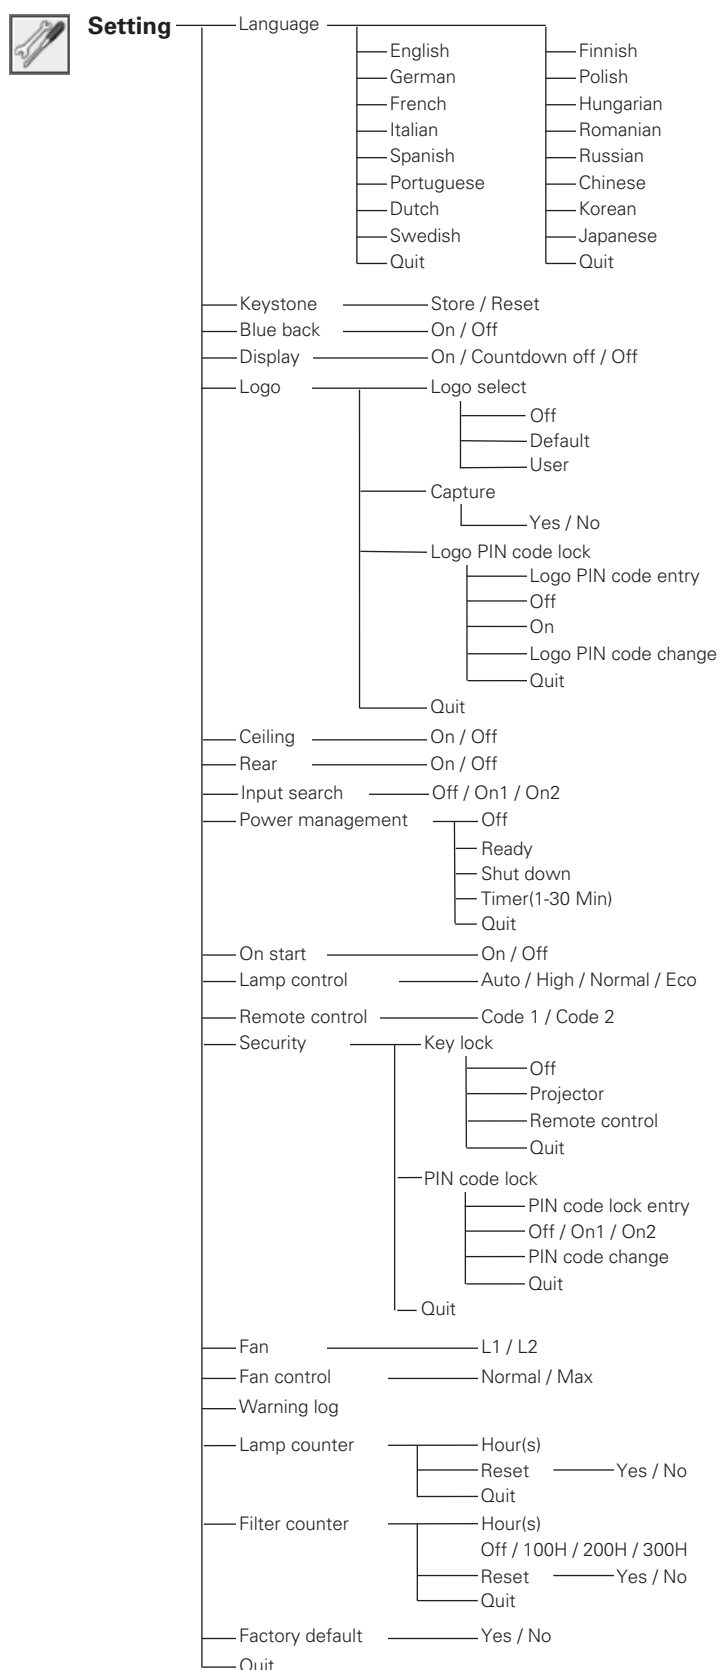 Setting Language
English Finnish
German Polish
French Hungarian
Italian Romanian
Spanish Russian
Portuguese Chinese
Dutch Korean
Swedish Japanese
Quit Quit
Keystone Store / Reset
Blue back On / Off
Display On / Countdown off / Off
Logo Logo select
Off
Default
User
Capture
Yes / No
Logo PIN code lock
Logo PIN code entry
Off
On
Logo PIN code change
Quit
Quit
Ceiling On / Off
Rear On / Off
Input search Off / On1 / On2
Power management Off
Ready
Shut down
Timer(1-30 Min)
Quit
On start On / Off
Lamp control Auto / High / Normal / Eco
Remote control Code 1 / Code 2
Security Key lock
Off
Projector
Remote control
Quit
PIN code lock
PIN code lock entry
Off / On1 / On2
PIN code change
Quit
Quit
Fan L1 / L2
Fan control Normal / Max
Warning log
Lamp counter Hour(s)
Reset Yes / No
Quit
Filter counter Hour(s)
Off / 100H / 200H / 300H
Reset Yes / No
Quit
Factory default Yes / No
Quit